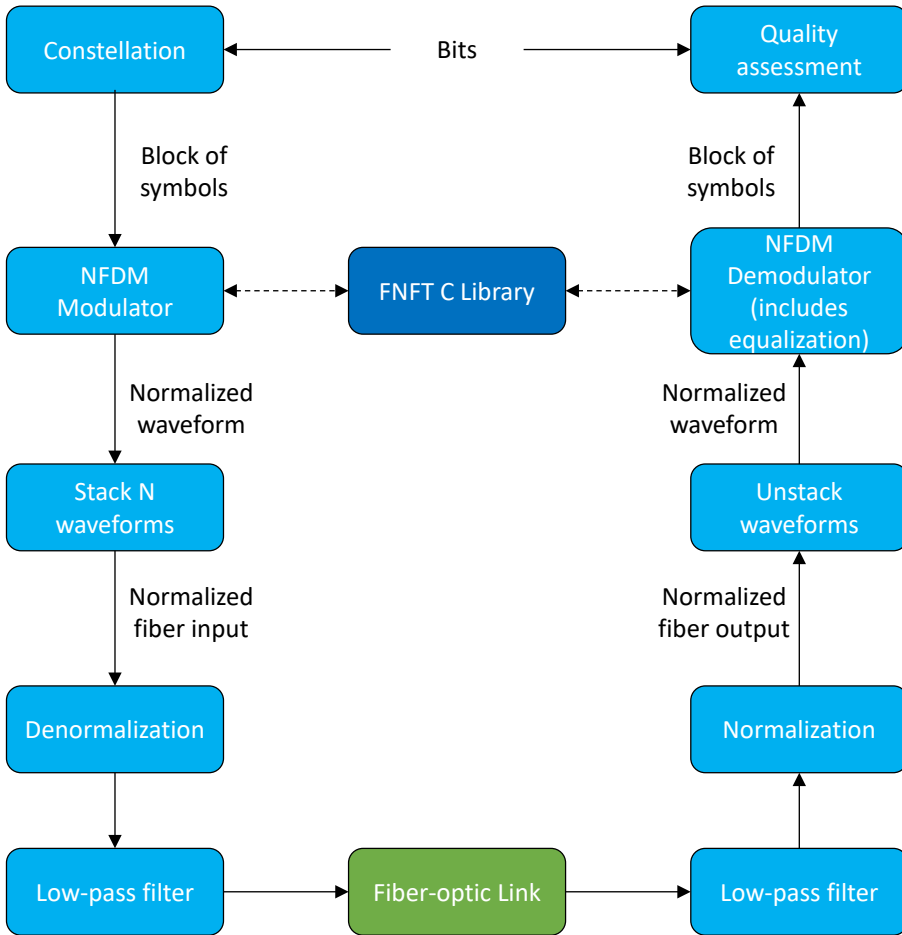 Constellation
Bits
Quality
assessment
Block of
symbols
Block of
symbols
NFDM
Modulator
FNFT C Library
NFDM
Demodulator
(includes
equalization)
Normalized
waveform
Normalized
waveform
Stack N
waveforms
Unstack
waveforms
Normalized
fiber input
Normalized
fiber output
Denormalization
Normalization
Low-pass filter
Fiber-optic Link
Low-pass filter